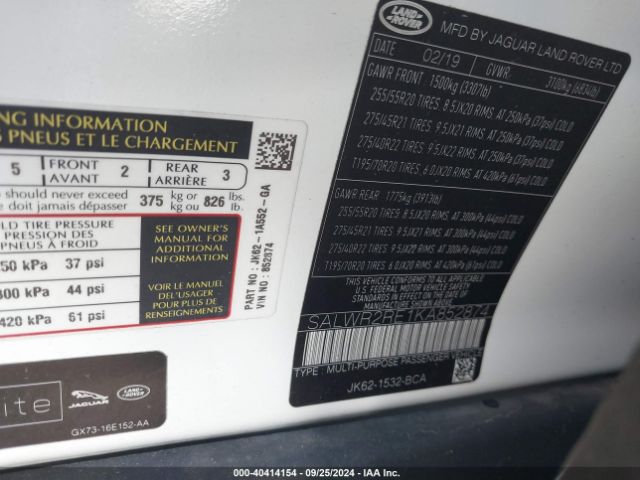 NG INFORMATION
S PNEUS ET LE CHARGEMENT
5 FRONT AVANT 2 REAR ARRIÈRE 3
should never exceed 375 kg or 826 lbs.
e doit jamais dépasser kg ou lb.
LD TIRE PRESSURE
PRESSION DES
PNEUS À FROID
50 kPa 37 psi
300 kPa 44 psi
420 kPa 61 psi
SEE OWNER'S
MANUAL FOR
ADDITIONAL
INFORMATION
VOIR LE MANUEL
DE L'USAGER
POUR PLUS DE
RENSEIGNEMENTS
PART NO : JK62-1A552-GA
VIN NO : 852874
ite
JAGUAR
LAND ROVER
GX73-16E152-AA
LAND ROVER
MFD BY JAGUAR LAND ROVER LTD
DATE 02/19 GVWR 3100kg (6834lb)
GAWR FRONT 1500kg (3307lb)
255/55R20 TIRES 8.5JX20 RIMS AT 250kPa (37psi) COLD
275/45R21 TIRES 9.5JX21 RIMS AT 250kPa (37psi) COLD
275/40R22 TIRES 9.5JX22 RIMS AT 250kPa (37psi) COLD
T195/70R20 TIRES 6.0JX20 RIMS AT 420kPa (61psi) COLD
GAWR REAR 1775kg (3913lb)
255/55R20 TIRES 8.5JX20 RIMS AT 300kPa (44psi) COLD
275/45R21 TIRES 9.5JX21 RIMS AT 300kPa (44psi) COLD
275/40R22 TIRES 9.5JX22 RIMS AT 300kPa (44psi) COLD
T195/70R20 TIRES 6.0JX20 RIMS AT 420kPa (61psi) COLD
THIS VEHICLE CONFORMS TO ALL APPLICABLE
U.S. FEDERAL MOTOR VEHICLE SAFETY
STANDARDS IN EFFECT ON THE DATE OF
MANUFACTURE SHOWN ABOVE
SALWR2RE1KA852874
TYPE : MULTI-PURPOSE PASSENGER VEHICLE
JK62-1532-BCA
000-40414154 - 09/25/2024 - IAA, Inc.